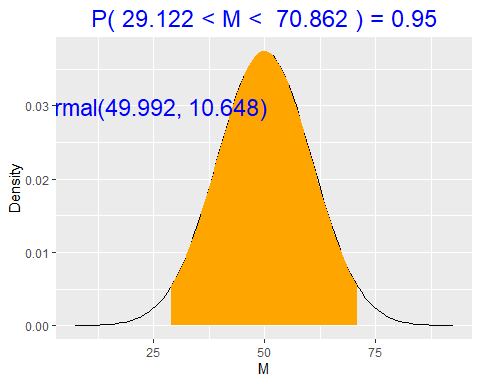 P( 29.122 < M <  70.862 ) = 0.95
rmal(49.992, 10.648)
Density
0.03
0.02
0.01
0.00
25 50 75
M